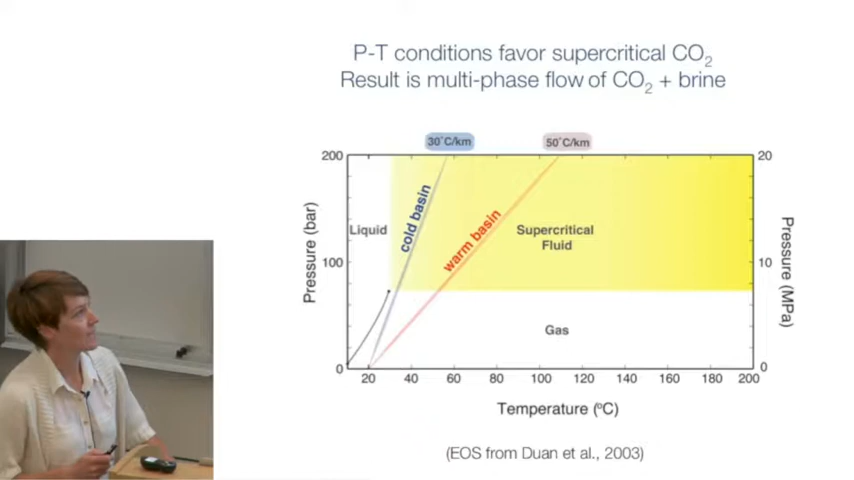 P-T conditions favor supercritical CO₂
Result is multi-phase flow of CO₂ + brine
30˚C/km
50˚C/km
200
20
cold basin
warm basin
Liquid
Supercritical
Fluid
Pressure (bar)
100
10
Pressure (MPa)
Gas
0
0
20
40
60
80
100
120
140
160
180
200
Temperature (ºC)
(EOS from Duan et al., 2003)